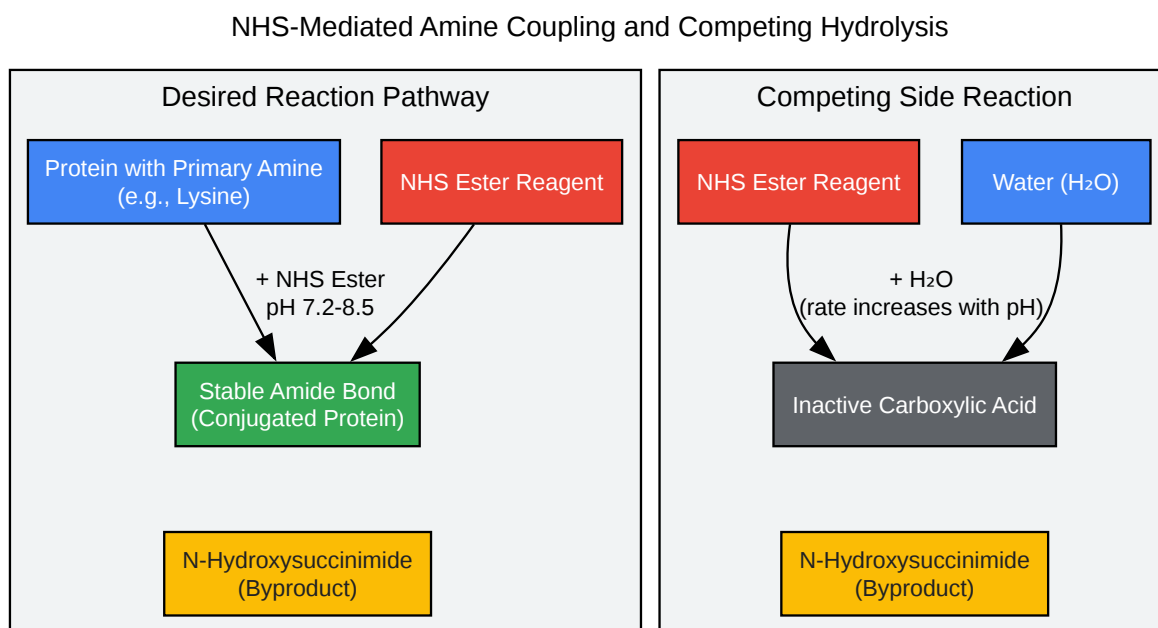 NHS-Mediated Amine Coupling and Competing Hydrolysis
Desired Reaction Pathway
Protein with Primary Amine
(e.g., Lysine)
NHS Ester Reagent
+ NHS Ester
pH 7.2-8.5
Stable Amide Bond
(Conjugated Protein)
N-Hydroxysuccinimide
(Byproduct)
Competing Side Reaction
NHS Ester Reagent
Water (H₂O)
+ H₂O
(rate increases with pH)
Inactive Carboxylic Acid
N-Hydroxysuccinimide
(Byproduct)